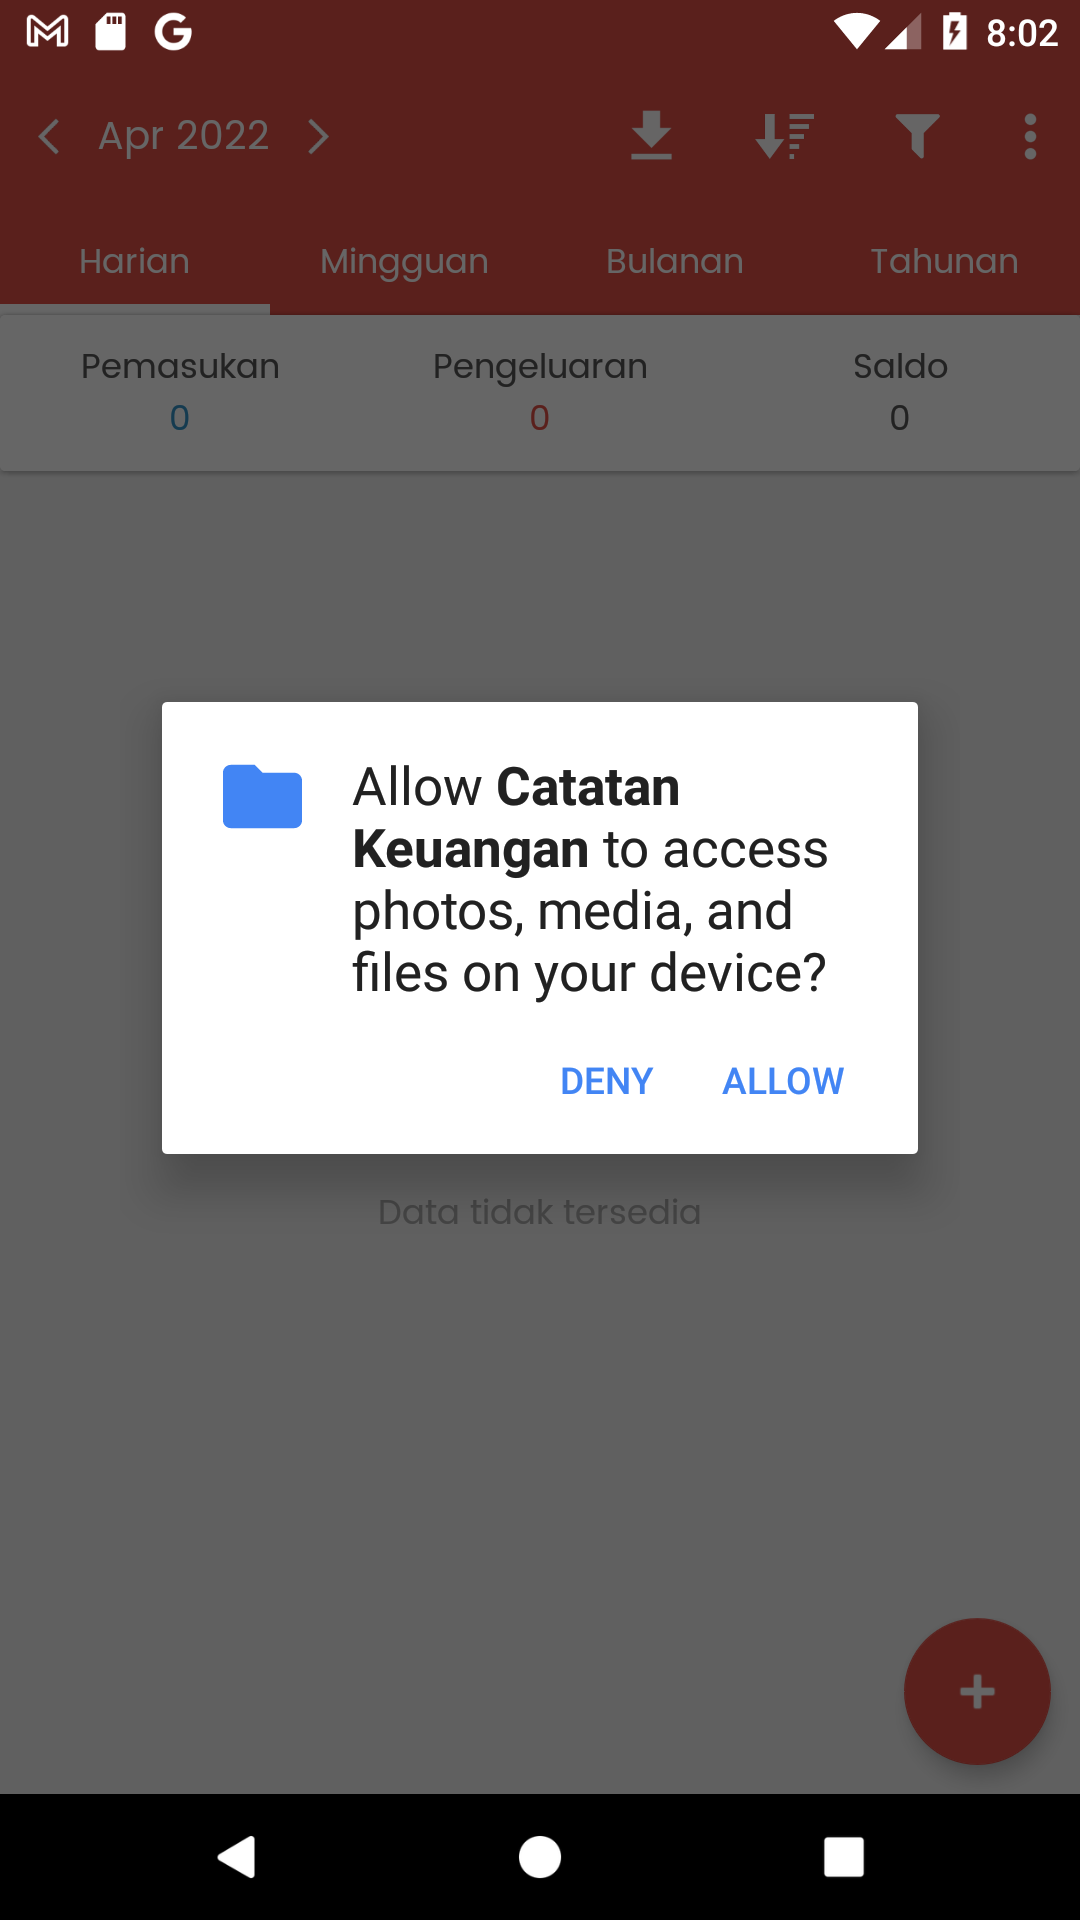 8:02
Apr 2022
Harian Mingguan Bulanan Tahunan
Pemasukan Pengeluaran Saldo
0 0 0
Allow Catatan
Keuangan to access
photos, media, and
files on your device?
DENY ALLOW
Data tidak tersedia